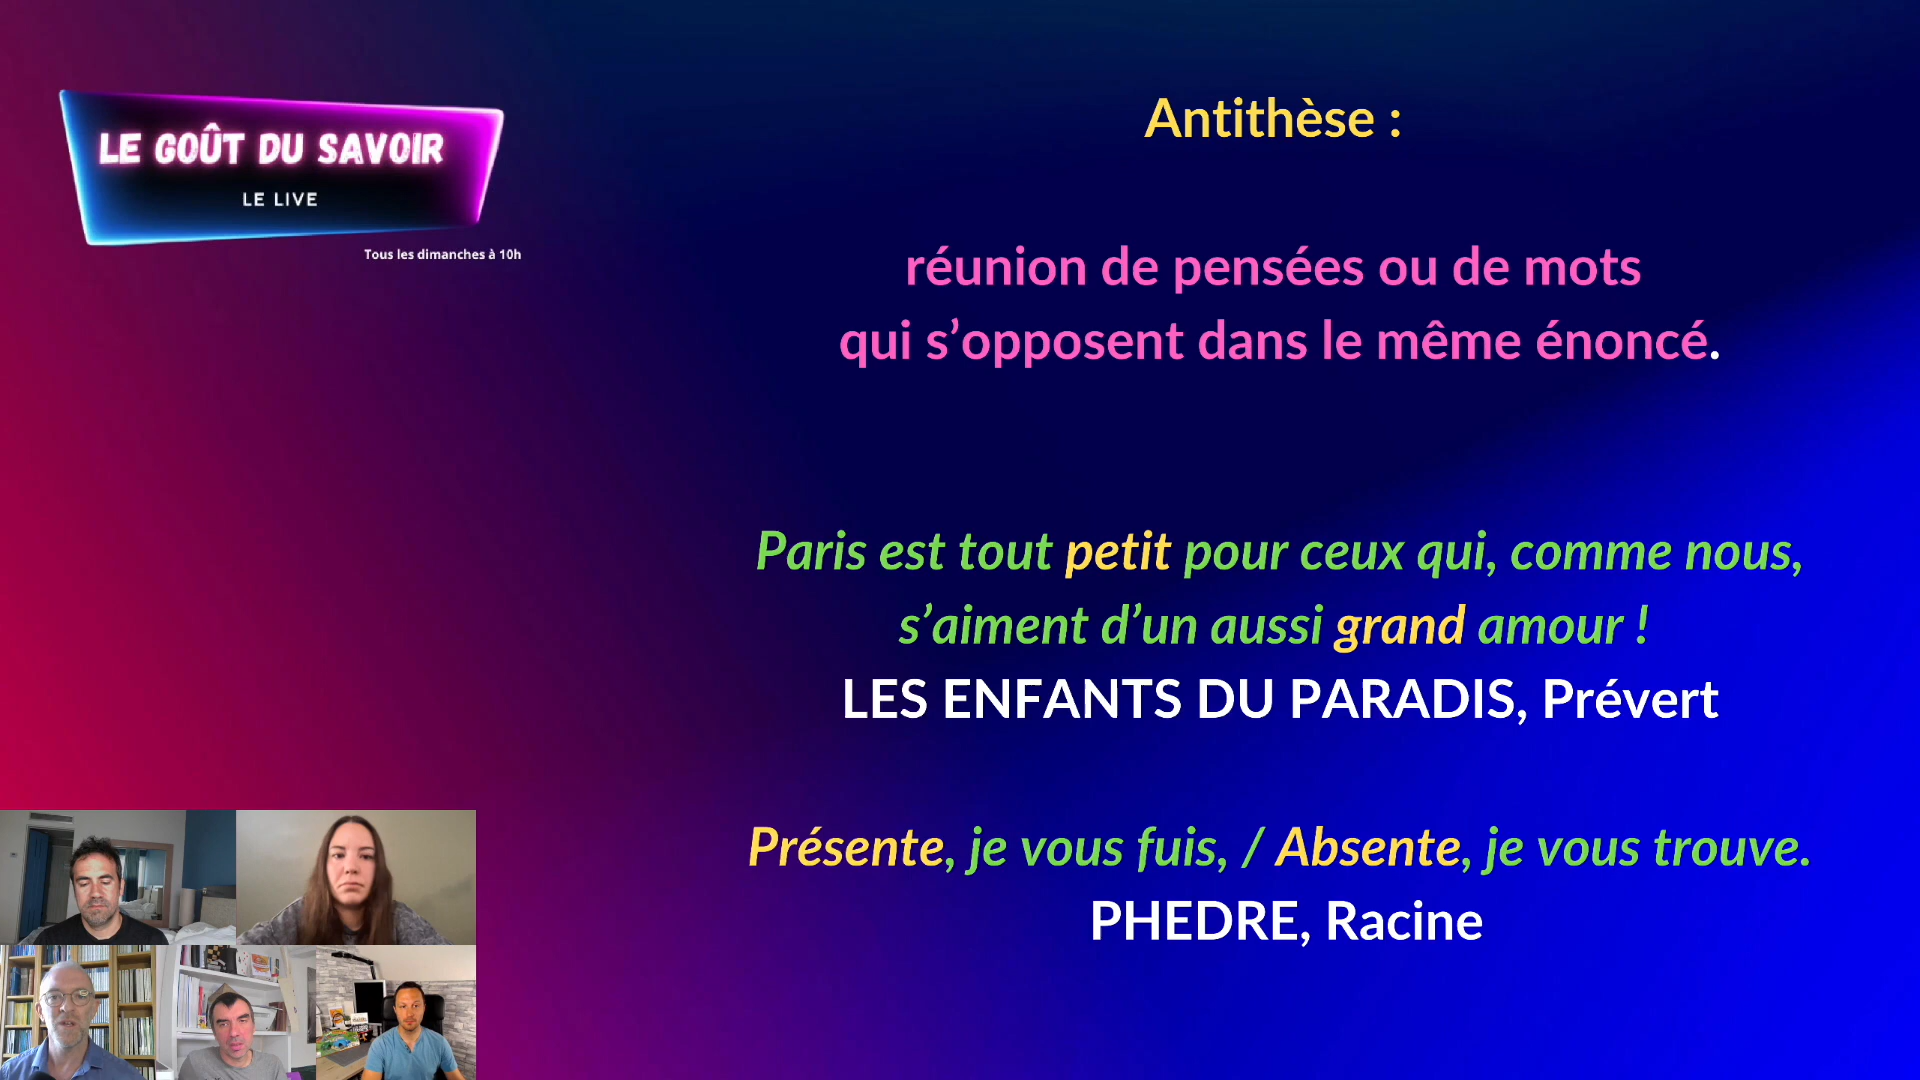 LE GOÛT DU SAVOIR
LE LIVE
Tous les dimanches à 10h
Antithèse :
réunion de pensées ou de mots
qui s’opposent dans le même énoncé.
Paris est tout petit pour ceux qui, comme nous,
s’aiment d’un aussi grand amour !
LES ENFANTS DU PARADIS, Prévert
Présente, je vous fuis, / Absente, je vous trouve.
PHEDRE, Racine